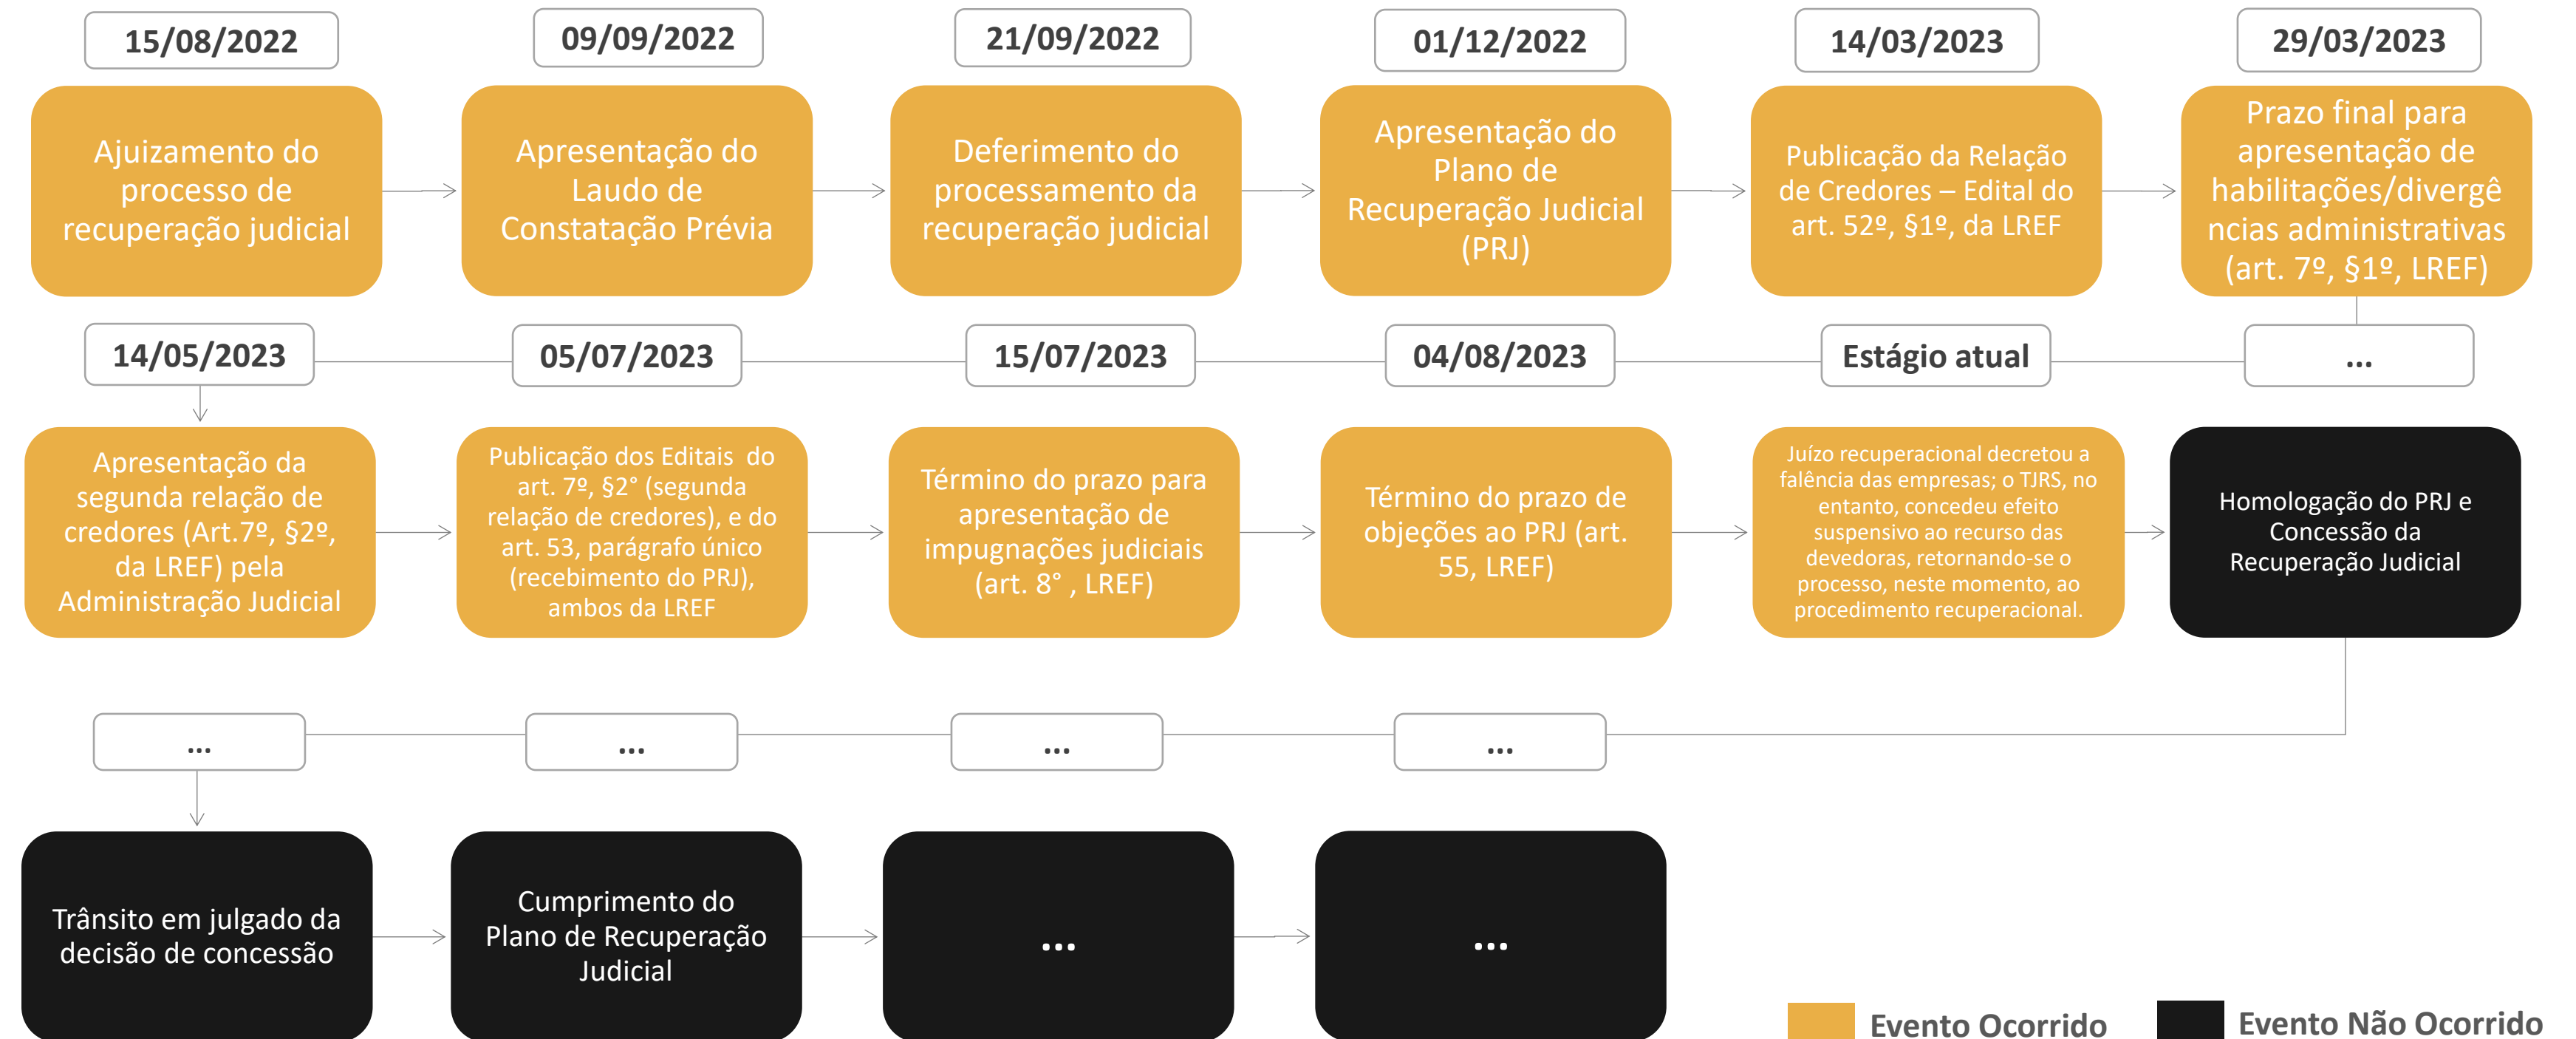 15/08/2022
09/09/2022
21/09/2022
01/12/2022
14/03/2023
29/03/2023
Ajuizamento do
processo de
recuperação judicial
Apresentação do
Laudo de
Constatação Prévia
Deferimento do
processamento da
recuperação judicial
Apresentação do
Plano de
Recuperação Judicial
(PRJ)
Publicação da Relação
de Credores – Edital do
art. 52º, §1º, da LREF
Prazo final para
apresentação de
habilitações/divergê
ncias administrativas
(art. 7º, §1º, LREF)
14/05/2023
05/07/2023
15/07/2023
04/08/2023
Estágio atual
...
Apresentação da
segunda relação de
credores (Art.7º, §2º,
da LREF) pela
Administração Judicial
Publicação dos Editais do
art. 7º, §2° (segunda
relação de credores), e do
art. 53, parágrafo único
(recebimento do PRJ),
ambos da LREF
Término do prazo para
apresentação de
impugnações judiciais
(art. 8° , LREF)
Término do prazo de
objeções ao PRJ (art.
55, LREF)
Juízo recuperacional decretou a
falência das empresas; o TJRS, no
entanto, concedeu efeito
suspensivo ao recurso das
devedoras, retornando-se o
processo, neste momento, ao
procedimento recuperacional.
Homologação do PRJ e
Concessão da
Recuperação Judicial
...
...
...
...
Trânsito em julgado da
decisão de concessão
Cumprimento do
Plano de Recuperação
Judicial
...
...
Evento Ocorrido
Evento Não Ocorrido